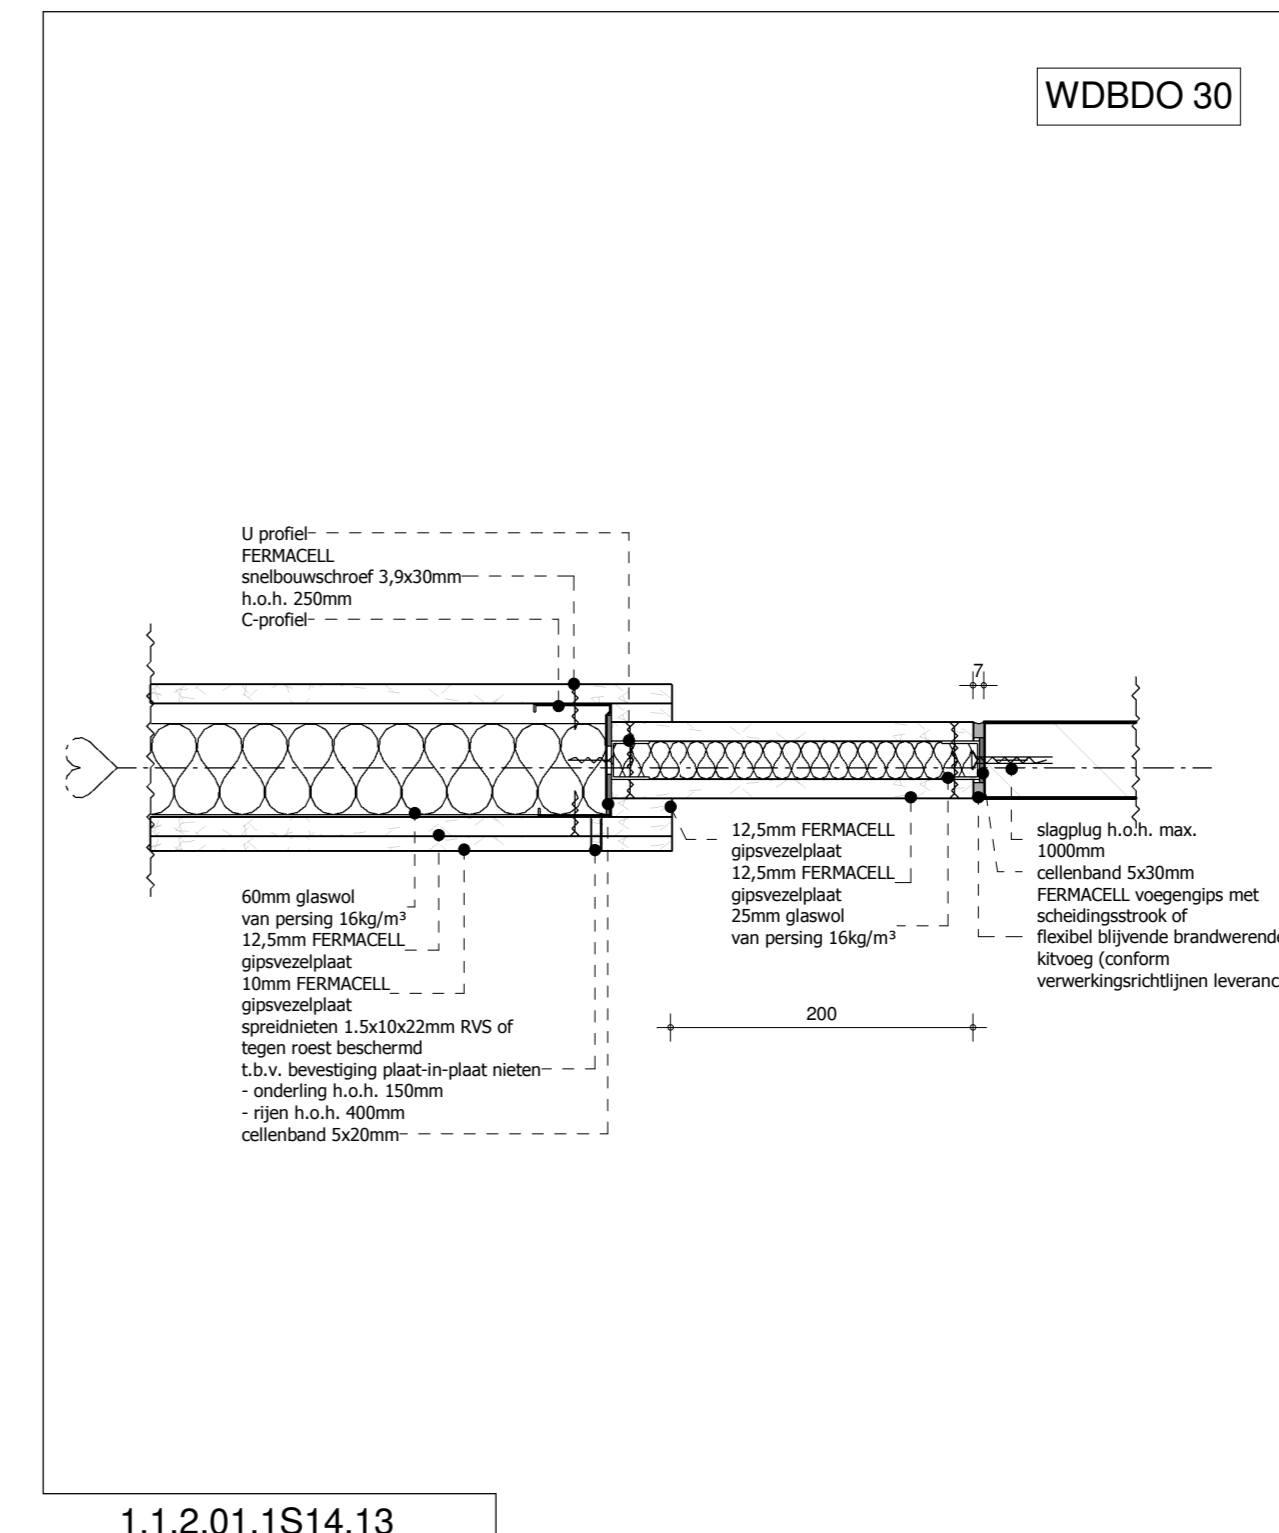 WDBDO 30
U profiel
FERMACELL
snelbouwschroef 3,9x30mm
h.o.h. 250mm
C-profiel
7
60mm glaswol
van persing 16kg/m³
12,5mm FERMACELL
gipsvezelplaat
10mm FERMACELL
gipsvezelplaat
spreidnieten 1.5x10x22mm RVS of
tegen roest beschermd
t.b.v. bevestiging plaat-in-plaat nieten
- onderling h.o.h. 150mm
- rijen h.o.h. 400mm
cellenband 5x20mm
12,5mm FERMACELL
gipsvezelplaat
12,5mm FERMACELL
gipsvezelplaat
25mm glaswol
van persing 16kg/m³
slagplug h.o.h. max.
1000mm
cellenband 5x30mm
FERMACELL voegengips met
scheidingsstrook of
flexibel blijvende brandwerende
kitvoeg (conform
verwerkingsrichtlijnen leveranc
200
1.1.2.01.1S14.13